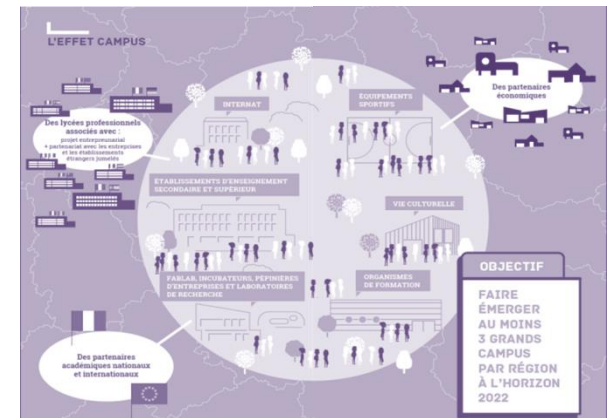 L'EFFET CAMPUS
Des lycées professionnels
associés avec :
projet entrepreneurial
+ partenariat avec les entreprises
et les établissements
étrangers jumelés
INTERNAT
ÉQUIPEMENTS
SPORTIFS
Des partenaires
économiques
ÉTABLISSEMENTS D'ENSEIGNEMENT
SECONDAIRE ET SUPÉRIEUR
VIE CULTURELLE
FABLAB, INCUBATEURS, PÉPINIÈRES
D'ENTREPRISES ET LABORATOIRES
DE RECHERCHE
ORGANISMES
DE FORMATION
Des partenaires
académiques nationaux
et internationaux
OBJECTIF
FAIRE
ÉMERGER
AU MOINS
3 GRANDS
CAMPUS
PAR RÉGION
À L'HORIZON
2022